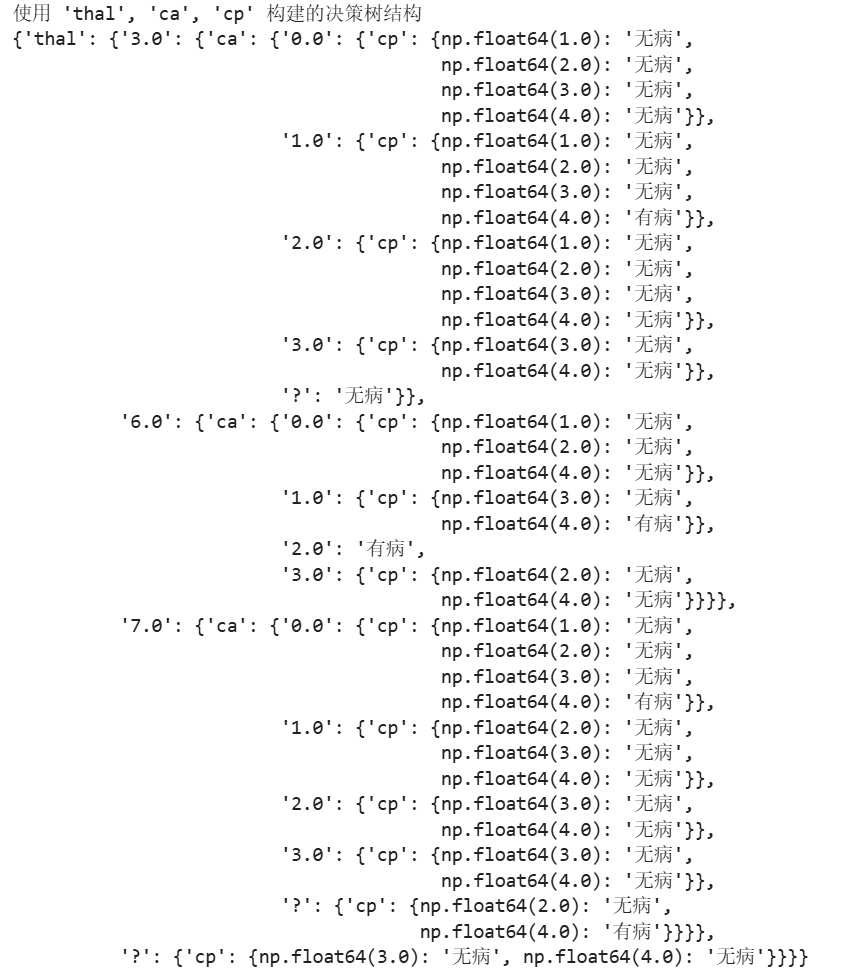 使用 'thal', 'ca', 'cp' 构建的决策树结构
{'thal': {'3.0': {'ca': {'0.0': {'cp': {np.float64(1.0): '无病',
np.float64(2.0): '无病',
np.float64(3.0): '无病',
np.float64(4.0): '无病'}},
'1.0': {'cp': {np.float64(1.0): '无病',
np.float64(2.0): '无病',
np.float64(3.0): '无病',
np.float64(4.0): '有病'}},
'2.0': {'cp': {np.float64(1.0): '无病',
np.float64(2.0): '无病',
np.float64(3.0): '无病',
np.float64(4.0): '无病'}},
'3.0': {'cp': {np.float64(3.0): '无病',
np.float64(4.0): '无病'}},
'?': '无病'}},
'6.0': {'ca': {'0.0': {'cp': {np.float64(1.0): '无病',
np.float64(2.0): '无病',
np.float64(4.0): '无病'}},
'1.0': {'cp': {np.float64(3.0): '无病',
np.float64(4.0): '有病'}},
'2.0': '有病',
'3.0': {'cp': {np.float64(2.0): '无病',
np.float64(4.0): '无病'}}}},
'7.0': {'ca': {'0.0': {'cp': {np.float64(1.0): '无病',
np.float64(2.0): '无病',
np.float64(3.0): '无病',
np.float64(4.0): '有病'}},
'1.0': {'cp': {np.float64(2.0): '无病',
np.float64(3.0): '无病',
np.float64(4.0): '无病'}},
'2.0': {'cp': {np.float64(3.0): '无病',
np.float64(4.0): '无病'}},
'3.0': {'cp': {np.float64(3.0): '无病',
np.float64(4.0): '无病'}},
'?': {'cp': {np.float64(2.0): '无病',
np.float64(4.0): '有病'}}}},
'?': {'cp': {np.float64(3.0): '无病', np.float64(4.0): '无病'}}}}